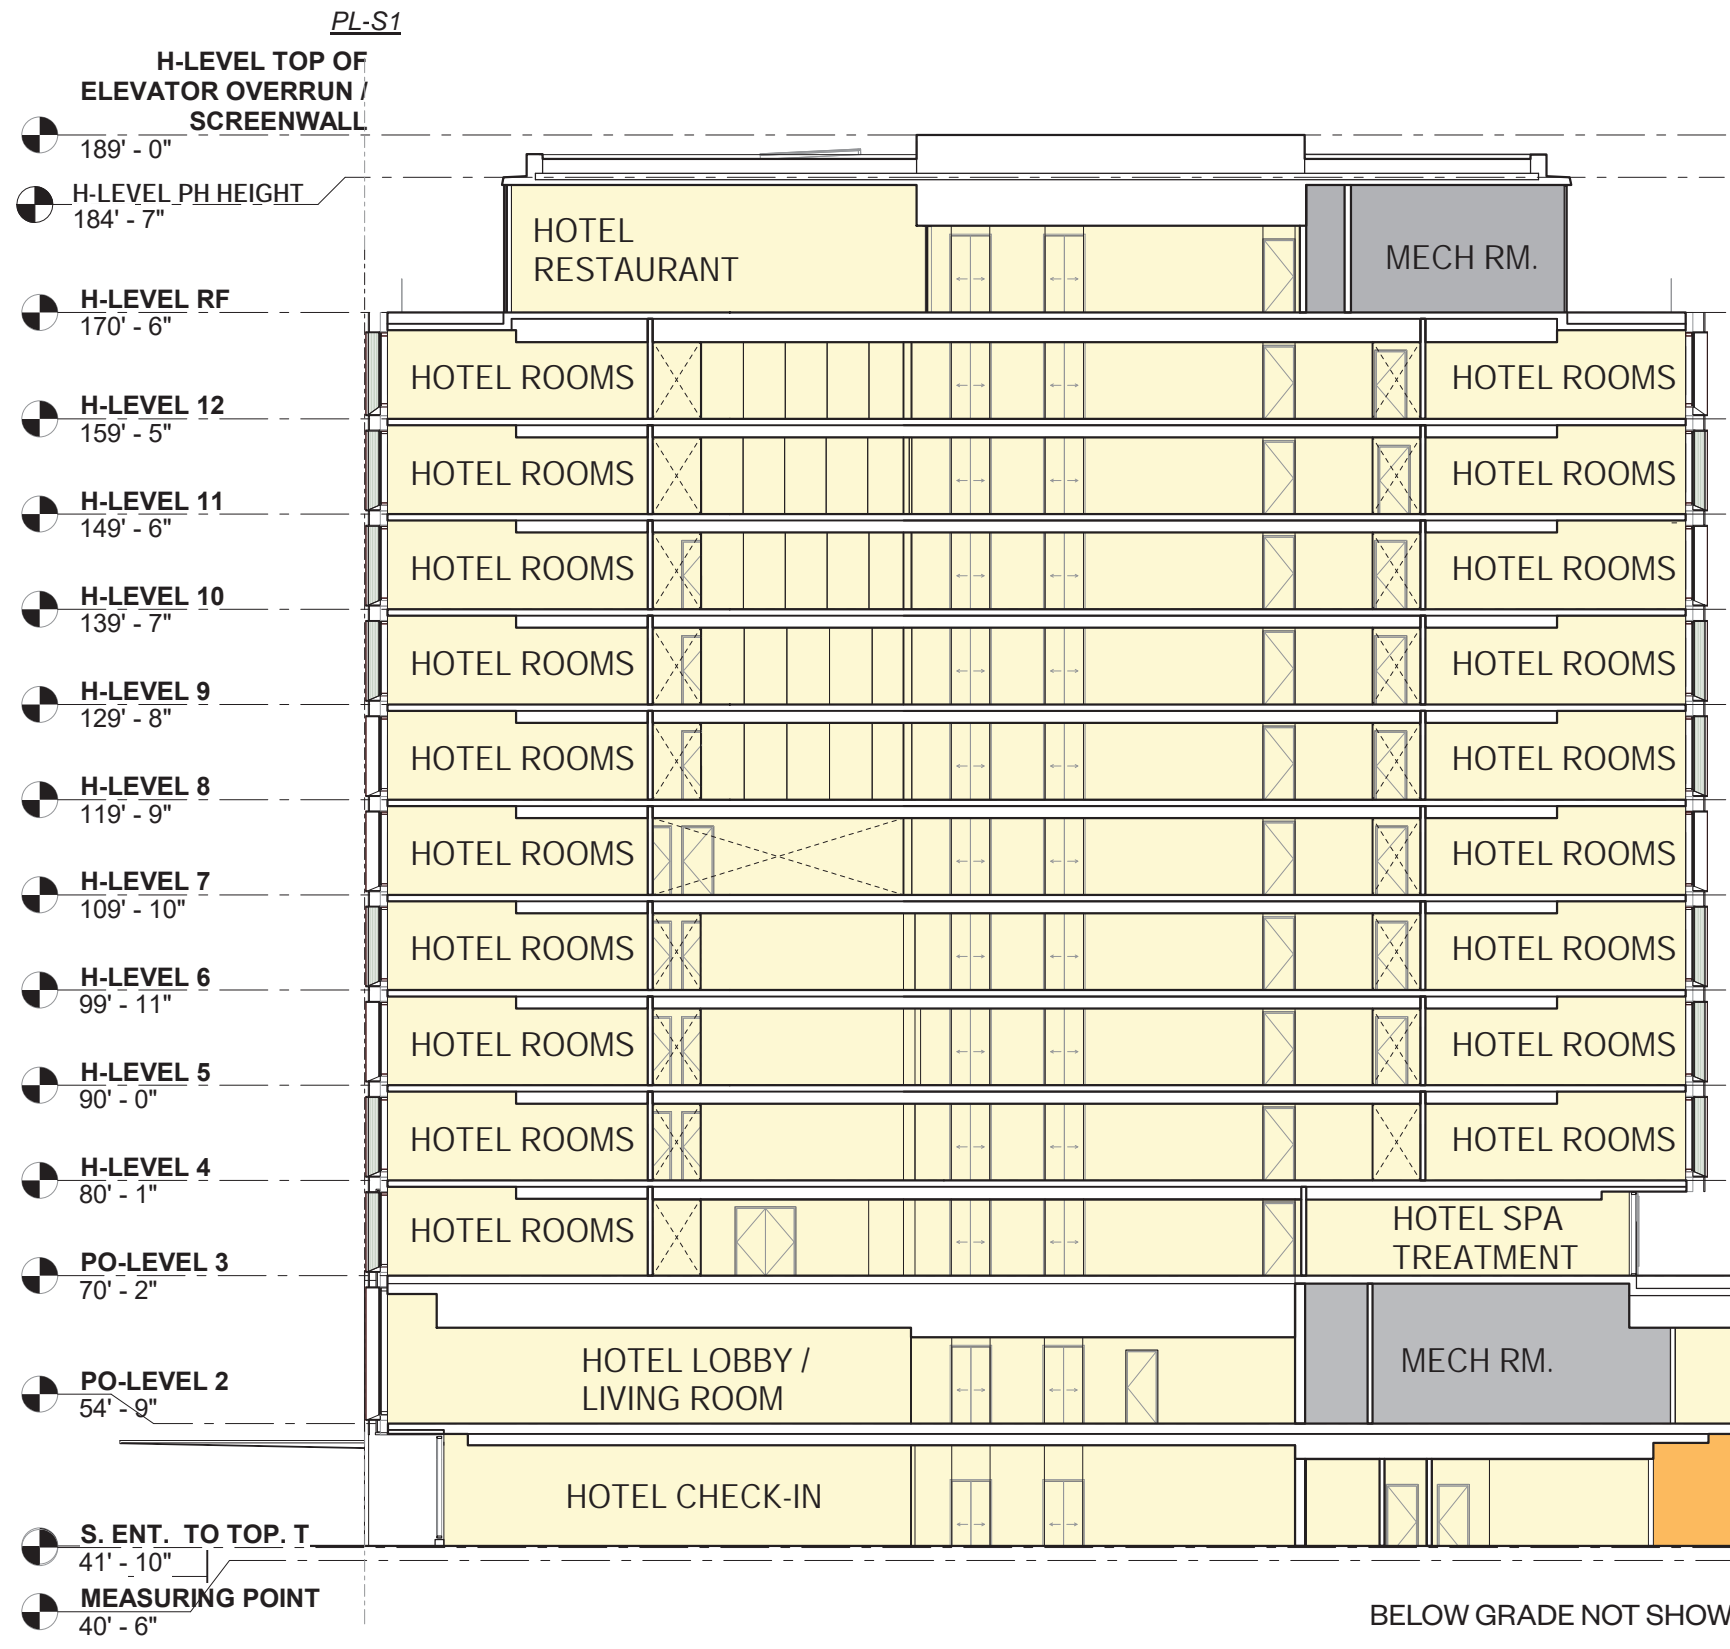 PL-S1
H-LEVEL TOP OF
ELEVATOR OVERRUN /
SCREENWALL
189' - 0"
H-LEVEL PH HEIGHT
184' - 7"
HOTEL
RESTAURANT
MECH RM.
H-LEVEL RF
170' - 6"
HOTEL ROOMS
HOTEL ROOMS
H-LEVEL 12
159' - 5"
HOTEL ROOMS
HOTEL ROOMS
H-LEVEL 11
149' - 6"
HOTEL ROOMS
HOTEL ROOMS
H-LEVEL 10
139' - 7"
HOTEL ROOMS
HOTEL ROOMS
H-LEVEL 9
129' - 8"
HOTEL ROOMS
HOTEL ROOMS
H-LEVEL 8
119' - 9"
HOTEL ROOMS
HOTEL ROOMS
H-LEVEL 7
109' - 10"
HOTEL ROOMS
HOTEL ROOMS
H-LEVEL 6
99' - 11"
HOTEL ROOMS
HOTEL ROOMS
H-LEVEL 5
90' - 0"
HOTEL ROOMS
HOTEL ROOMS
H-LEVEL 4
80' - 1"
HOTEL ROOMS
HOTEL SPA
TREATMENT
PO-LEVEL 3
70' - 2"
HOTEL LOBBY /
LIVING ROOM
MECH RM.
PO-LEVEL 2
54' - 9"
HOTEL CHECK-IN
S. ENT. TO TOP. T
41' - 10"
MEASURING POINT
40' - 6"
BELOW GRADE NOT SHOW